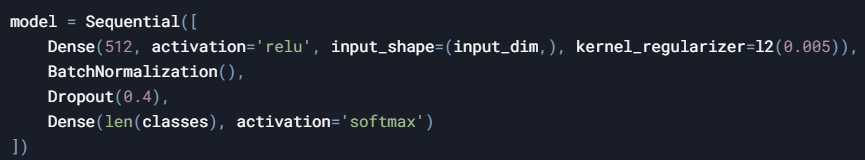 model = Sequential([
    Dense(512, activation='relu', input_shape=(input_dim,), kernel_regularizer=l2(0.005)),
    BatchNormalization(),
    Dropout(0.4),
    Dense(len(classes), activation='softmax')
])